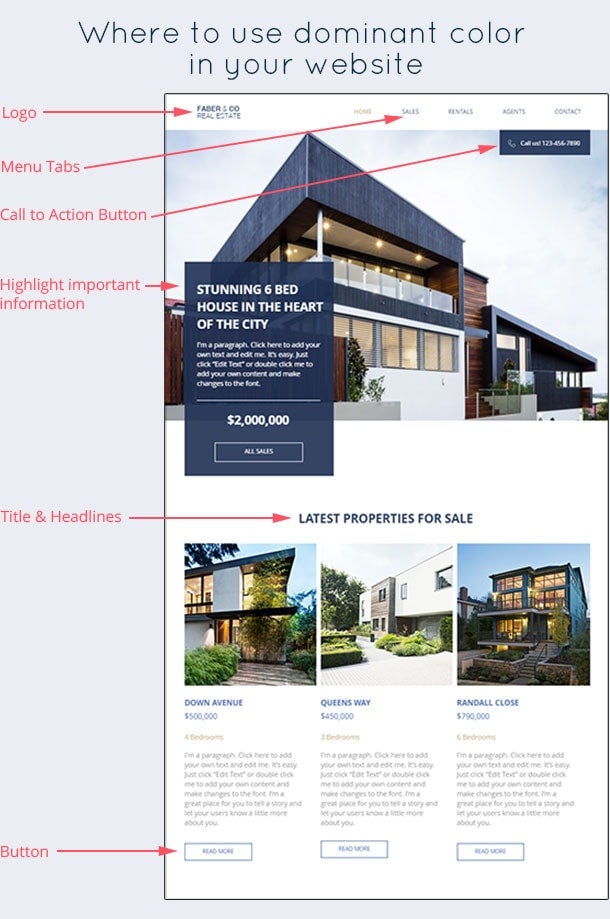 Where to use dominant color
in your website
Logo
FABER & CO
REAL ESTATE
HOME SALES RENTALS AGENTS CONTACT
Menu Tabs
Call us! 123-456-7890
Call to Action Button
Highlight important
information
STUNNING 6 BED
HOUSE IN THE HEART
OF THE CITY
I'm a paragraph. Click here to add your
own text and edit me. It's easy. Just
click "Edit Text" or double click me to
add your own content and make
changes to the font.
$2,000,000
ALL SALES
Title & Headlines
LATEST PROPERTIES FOR SALE
DOWN AVENUE
$500,000
4 Bedrooms
I'm a paragraph. Click here to add
your own text and edit me. It's easy.
Just click "Edit Text" or double click
me to add your own content and
make changes to the font. I'm a
great place for you to tell a story and
let your users know a little more
about you.
READ MORE
QUEENS WAY
$450,000
3 Bedrooms
I'm a paragraph. Click here to add
your own text and edit me. It's easy.
Just click "Edit Text" or double click
me to add your own content and
make changes to the font. I'm a
great place for you to tell a story and
let your users know a little more
about you.
READ MORE
RANDALL CLOSE
$790,000
6 Bedrooms
I'm a paragraph. Click here to add
your own text and edit me. It's easy.
Just click "Edit Text" or double click
me to add your own content and
make changes to the font. I'm a
great place for you to tell a story and
let your users know a little more
about you.
READ MORE
Button